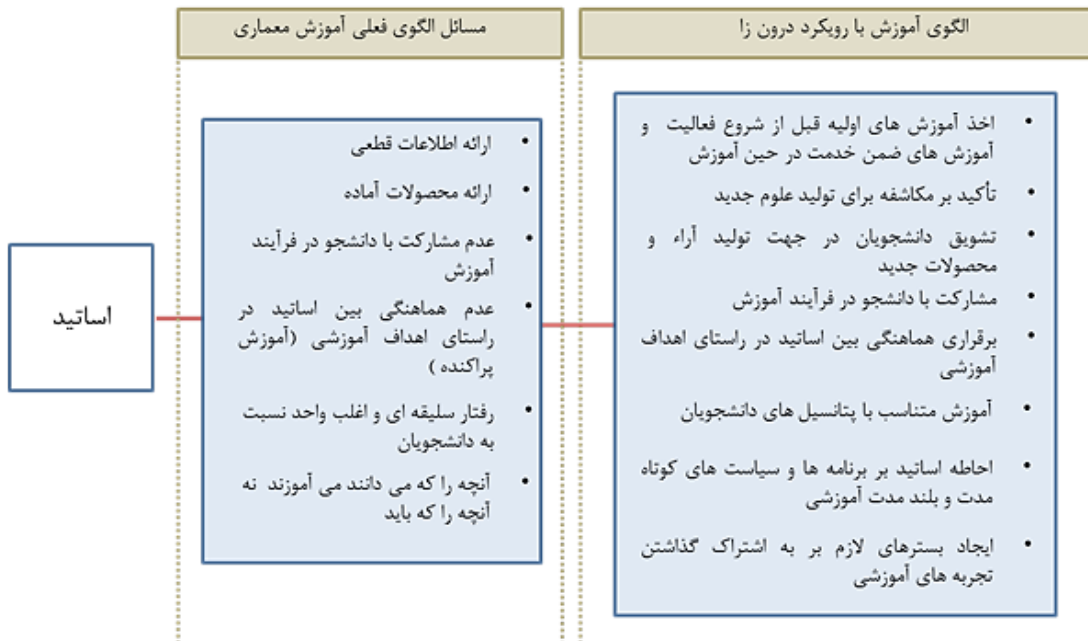 الگوی آموزش با رویکرد درون زا
مسائل الگوی فعلی آموزش معماری
• اخذ آموزش های اولیه قبل از شروع فعالیت و
آموزش های ضمن خدمت در حین آموزش
• تأکید بر مکاشفه برای تولید علوم جدید
• تشویق دانشجویان در جهت تولید آراء و
محصولات جدید
• مشارکت با دانشجو در فرآیند آموزش
• برقراری هماهنگی بین اساتید در راستای اهداف
آموزشی
• آموزش متناسب با پتانسیل های دانشجویان
• احاطه اساتید بر برنامه ها و سیاست های کوتاه
مدت و بلند مدت آموزشی
• ایجاد بسترهای لازم بر به اشتراک گذاشتن
تجربه های آموزشی
• ارائه اطلاعات قطعی
• ارائه محصولات آماده
• عدم مشارکت با دانشجو در فرآیند
آموزش
• عدم هماهنگی بین اساتید در
راستای اهداف آموزشی (آموزش
پراکنده )
• رفتار سلیقه ای و اغلب واحد نسبت
به دانشجویان
• آنچه را که می دانند می آموزند نه
آنچه را که باید
اساتید